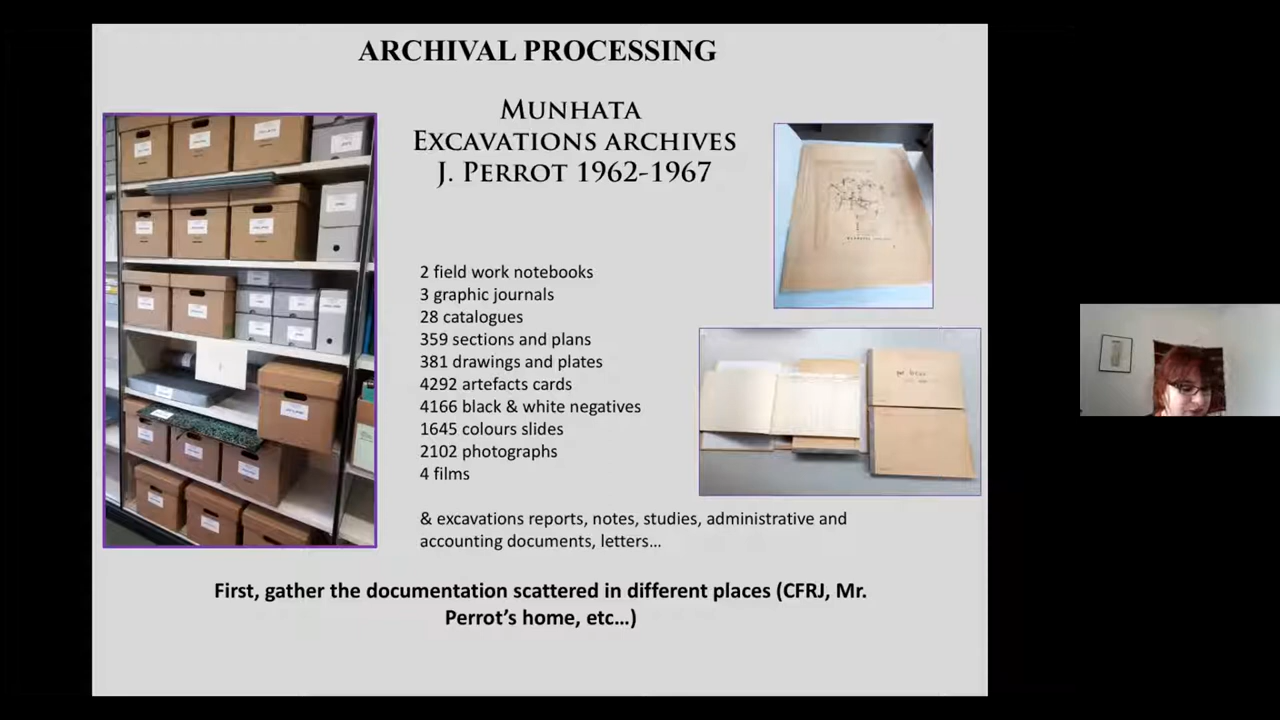 ARCHIVAL PROCESSING
MUNHATA
EXCAVATIONS ARCHIVES
J. PERROT 1962-1967
2 field work notebooks
3 graphic journals
28 catalogues
359 sections and plans
381 drawings and plates
4292 artefacts cards
4166 black & white negatives
1645 colours slides
2102 photographs
4 films
& excavations reports, notes, studies, administrative and
accounting documents, letters…
First, gather the documentation scattered in different places (CFRJ, Mr.
Perrot’s home, etc…)